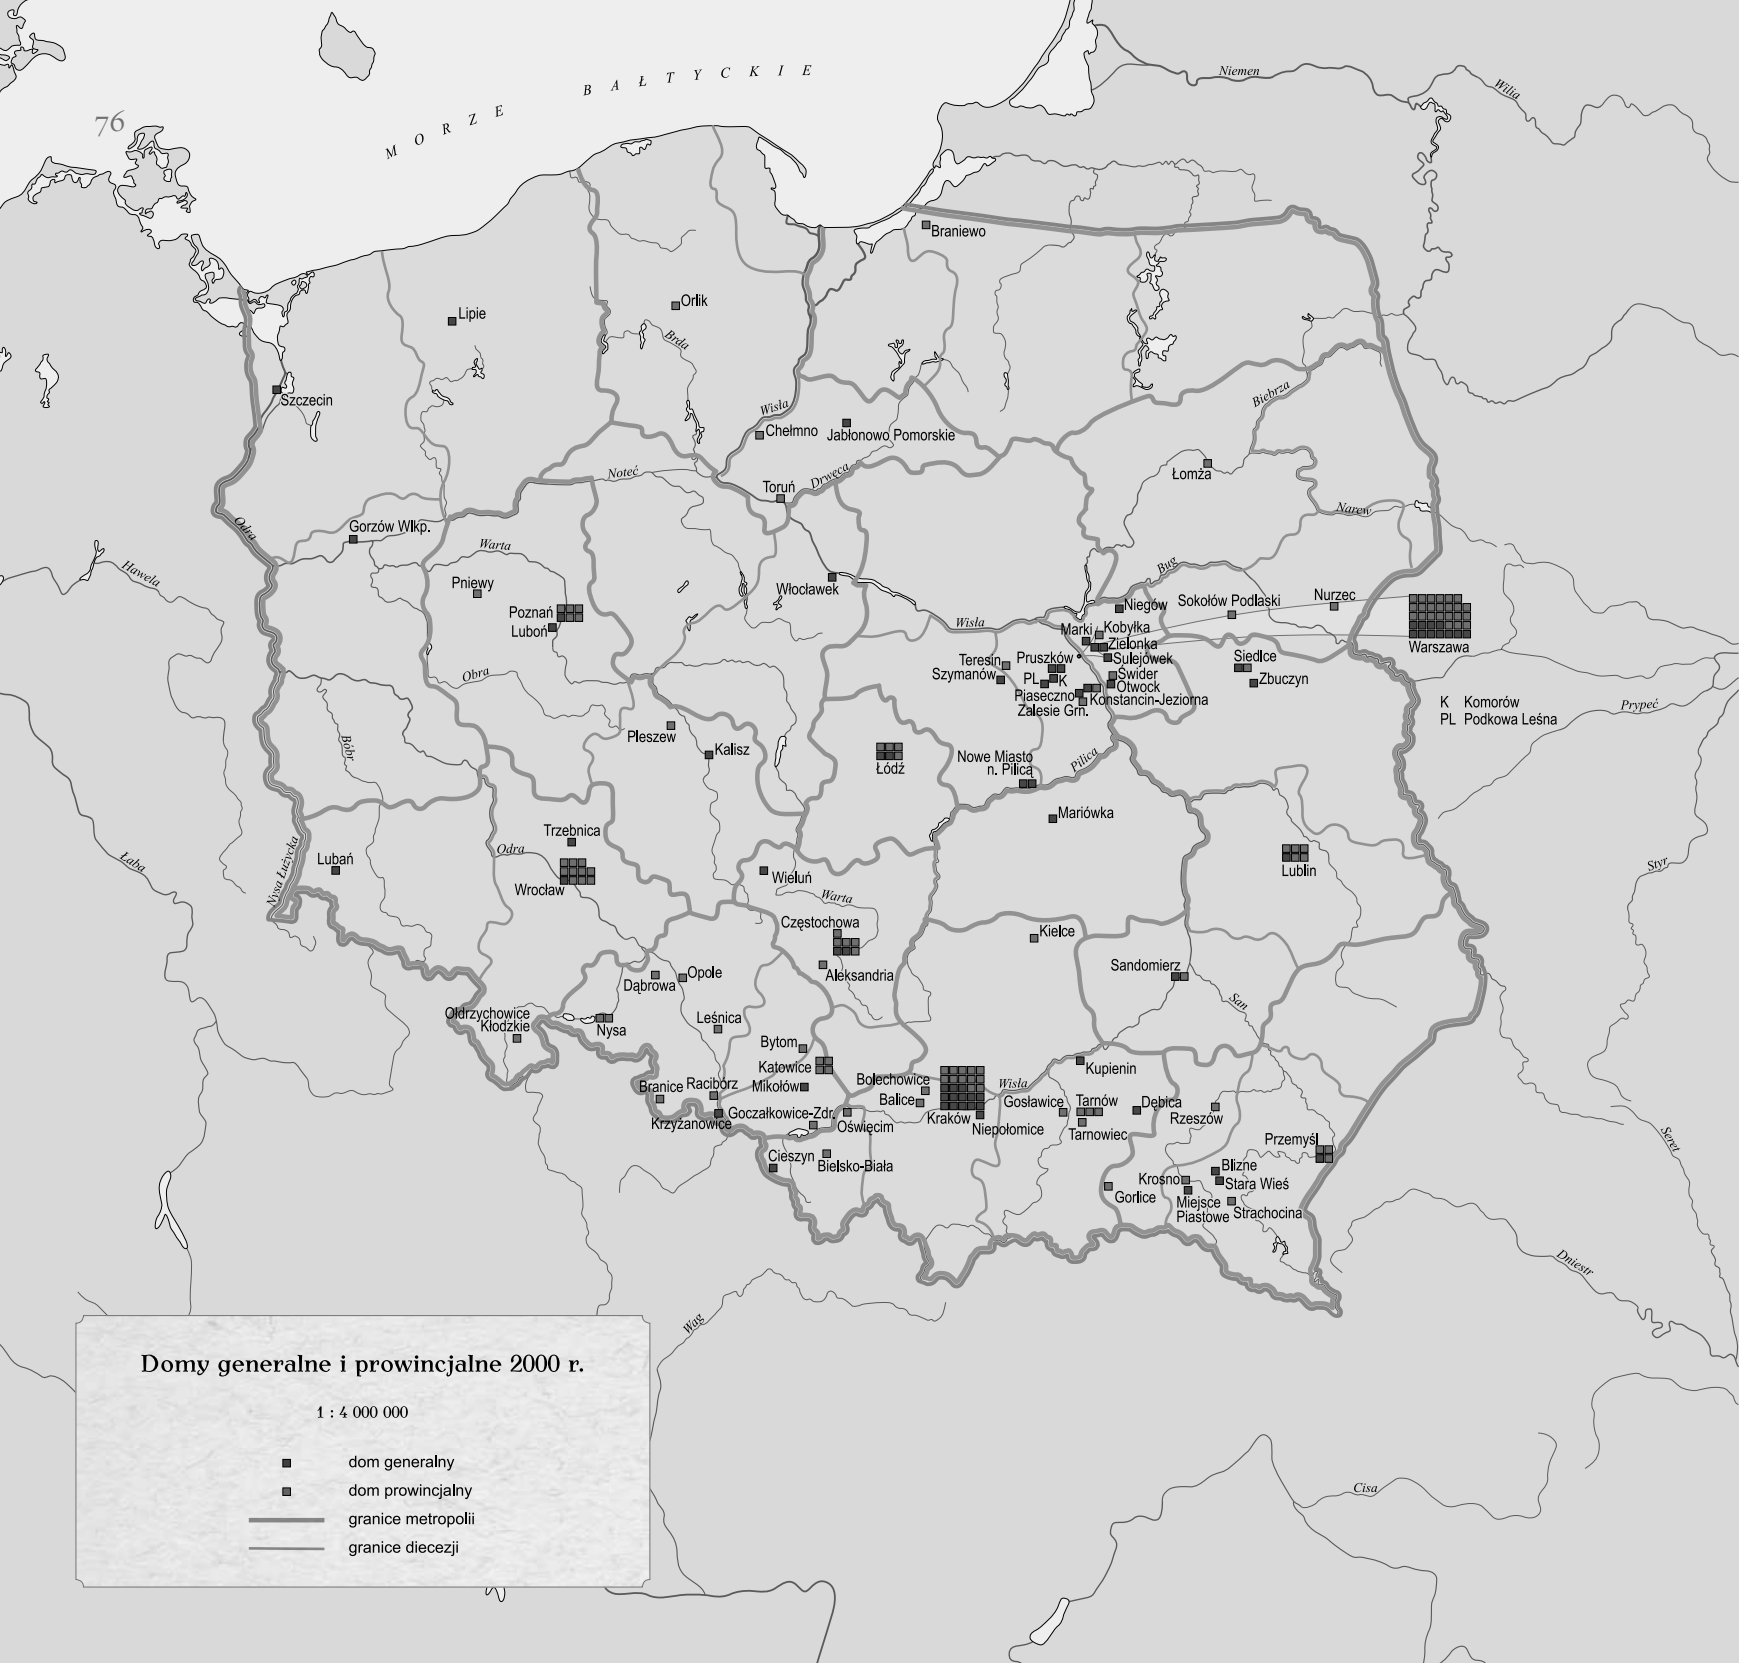 MORZE BAŁTYCKIE
Niemen
Wilia
76
Braniewo
Orlik
Lipie
Brda
Szczecin
Biebrza
Wisła
Chełmno
Jabłonowo Pomorskie
Noteć
Drwęca
Łomża
Toruń
Narew
Odra
Gorzów Wlkp.
Warta
Hawela
Pniewy
Włocławek
Bug
Poznań
Luboń
Niegów
Sokołów Podlaski
Nurzec
Wisła
Marki
Kobyłka
Zielonka
Warszawa
Teresin
Szymanów
Pruszków
Sulejówek
Siedlce
Zbuczyn
PL
K
Świder
Otwock
Piaseczno
Konstancin-Jeziorna
Zalesie Grn.
K Komorów
PL Podkowa Leśna
Prypeć
Obra
Pleszew
Kalisz
Bóbr
Łódź
Nowe Miasto
n. Pilicą
Pilica
Mariówka
Trzebnica
Odra
Lubań
Wrocław
Łaba
Nysa Łużycka
Wieluń
Warta
Lublin
Styr
Częstochowa
Aleksandria
Kielce
Sandomierz
San
Dąbrowa
Opole
Nysa
Leśnica
Ołdrzychowice
Kłodzkie
Bytom
Katowice
Mikołów
Branice
Racibórz
Krzyżanowice
Goczałkowice-Zdr.
Oświęcim
Bolechowice
Balice
Kraków
Niepołomice
Wisła
Kupienin
Gosławice
Tarnów
Tarnowiec
Dębica
Rzeszów
Przemyśl
Seret
Cieszyn
Bielsko-Biała
Gorlice
Krosno
Blizne
Stara Wieś
Miejsce
Piastowe
Strachocina
Dniestr
Wag
Cisa
Domy generalne i prowincjalne 2000 r.
1 : 4 000 000
dom generalny
dom prowincjalny
granice metropolii
granice diecezji